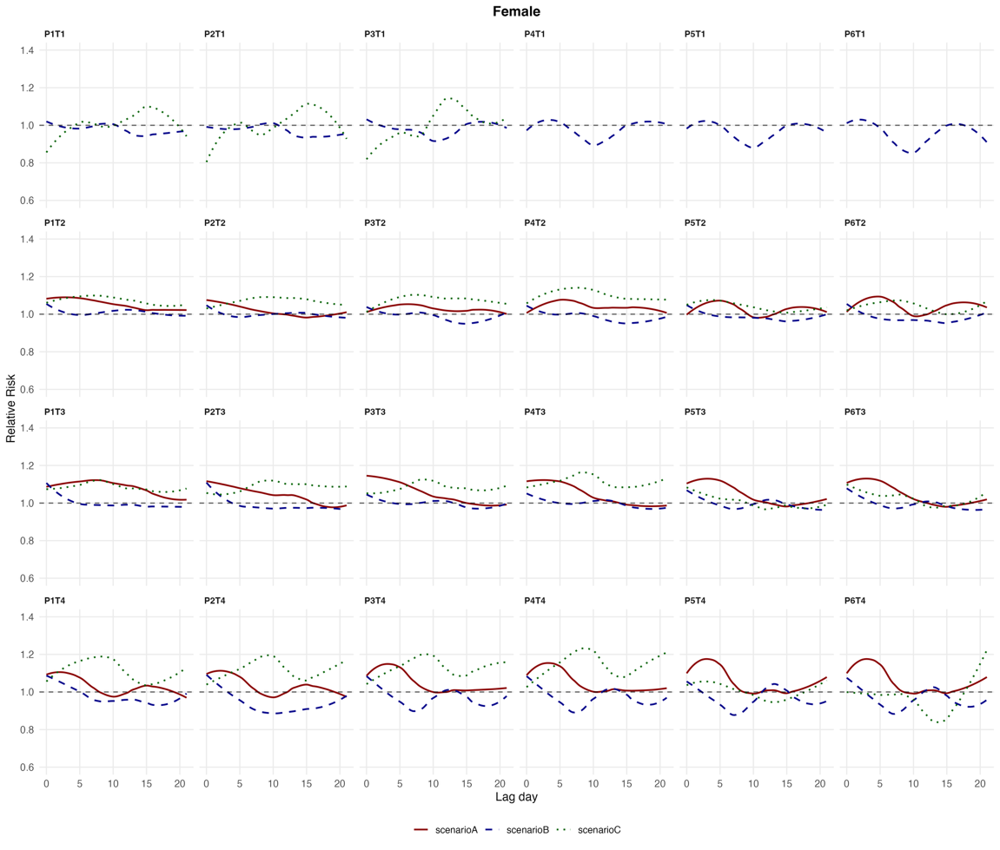 Female
P1T1 P2T1 P3T1 P4T1 P5T1 P6T1
1.4
1.2
1.0
0.8
0.6
P1T2 P2T2 P3T2 P4T2 P5T2 P6T2
1.4
1.2
1.0
0.8
0.6
Relative Risk
P1T3 P2T3 P3T3 P4T3 P5T3 P6T3
1.4
1.2
1.0
0.8
0.6
P1T4 P2T4 P3T4 P4T4 P5T4 P6T4
1.4
1.2
1.0
0.8
0.6
0 5 10 15 20 0 5 10 15 20 0 5 10 15 20 0 5 10 15 20 0 5 10 15 20 0 5 10 15 20
Lag day
scenarioA scenarioB scenarioC